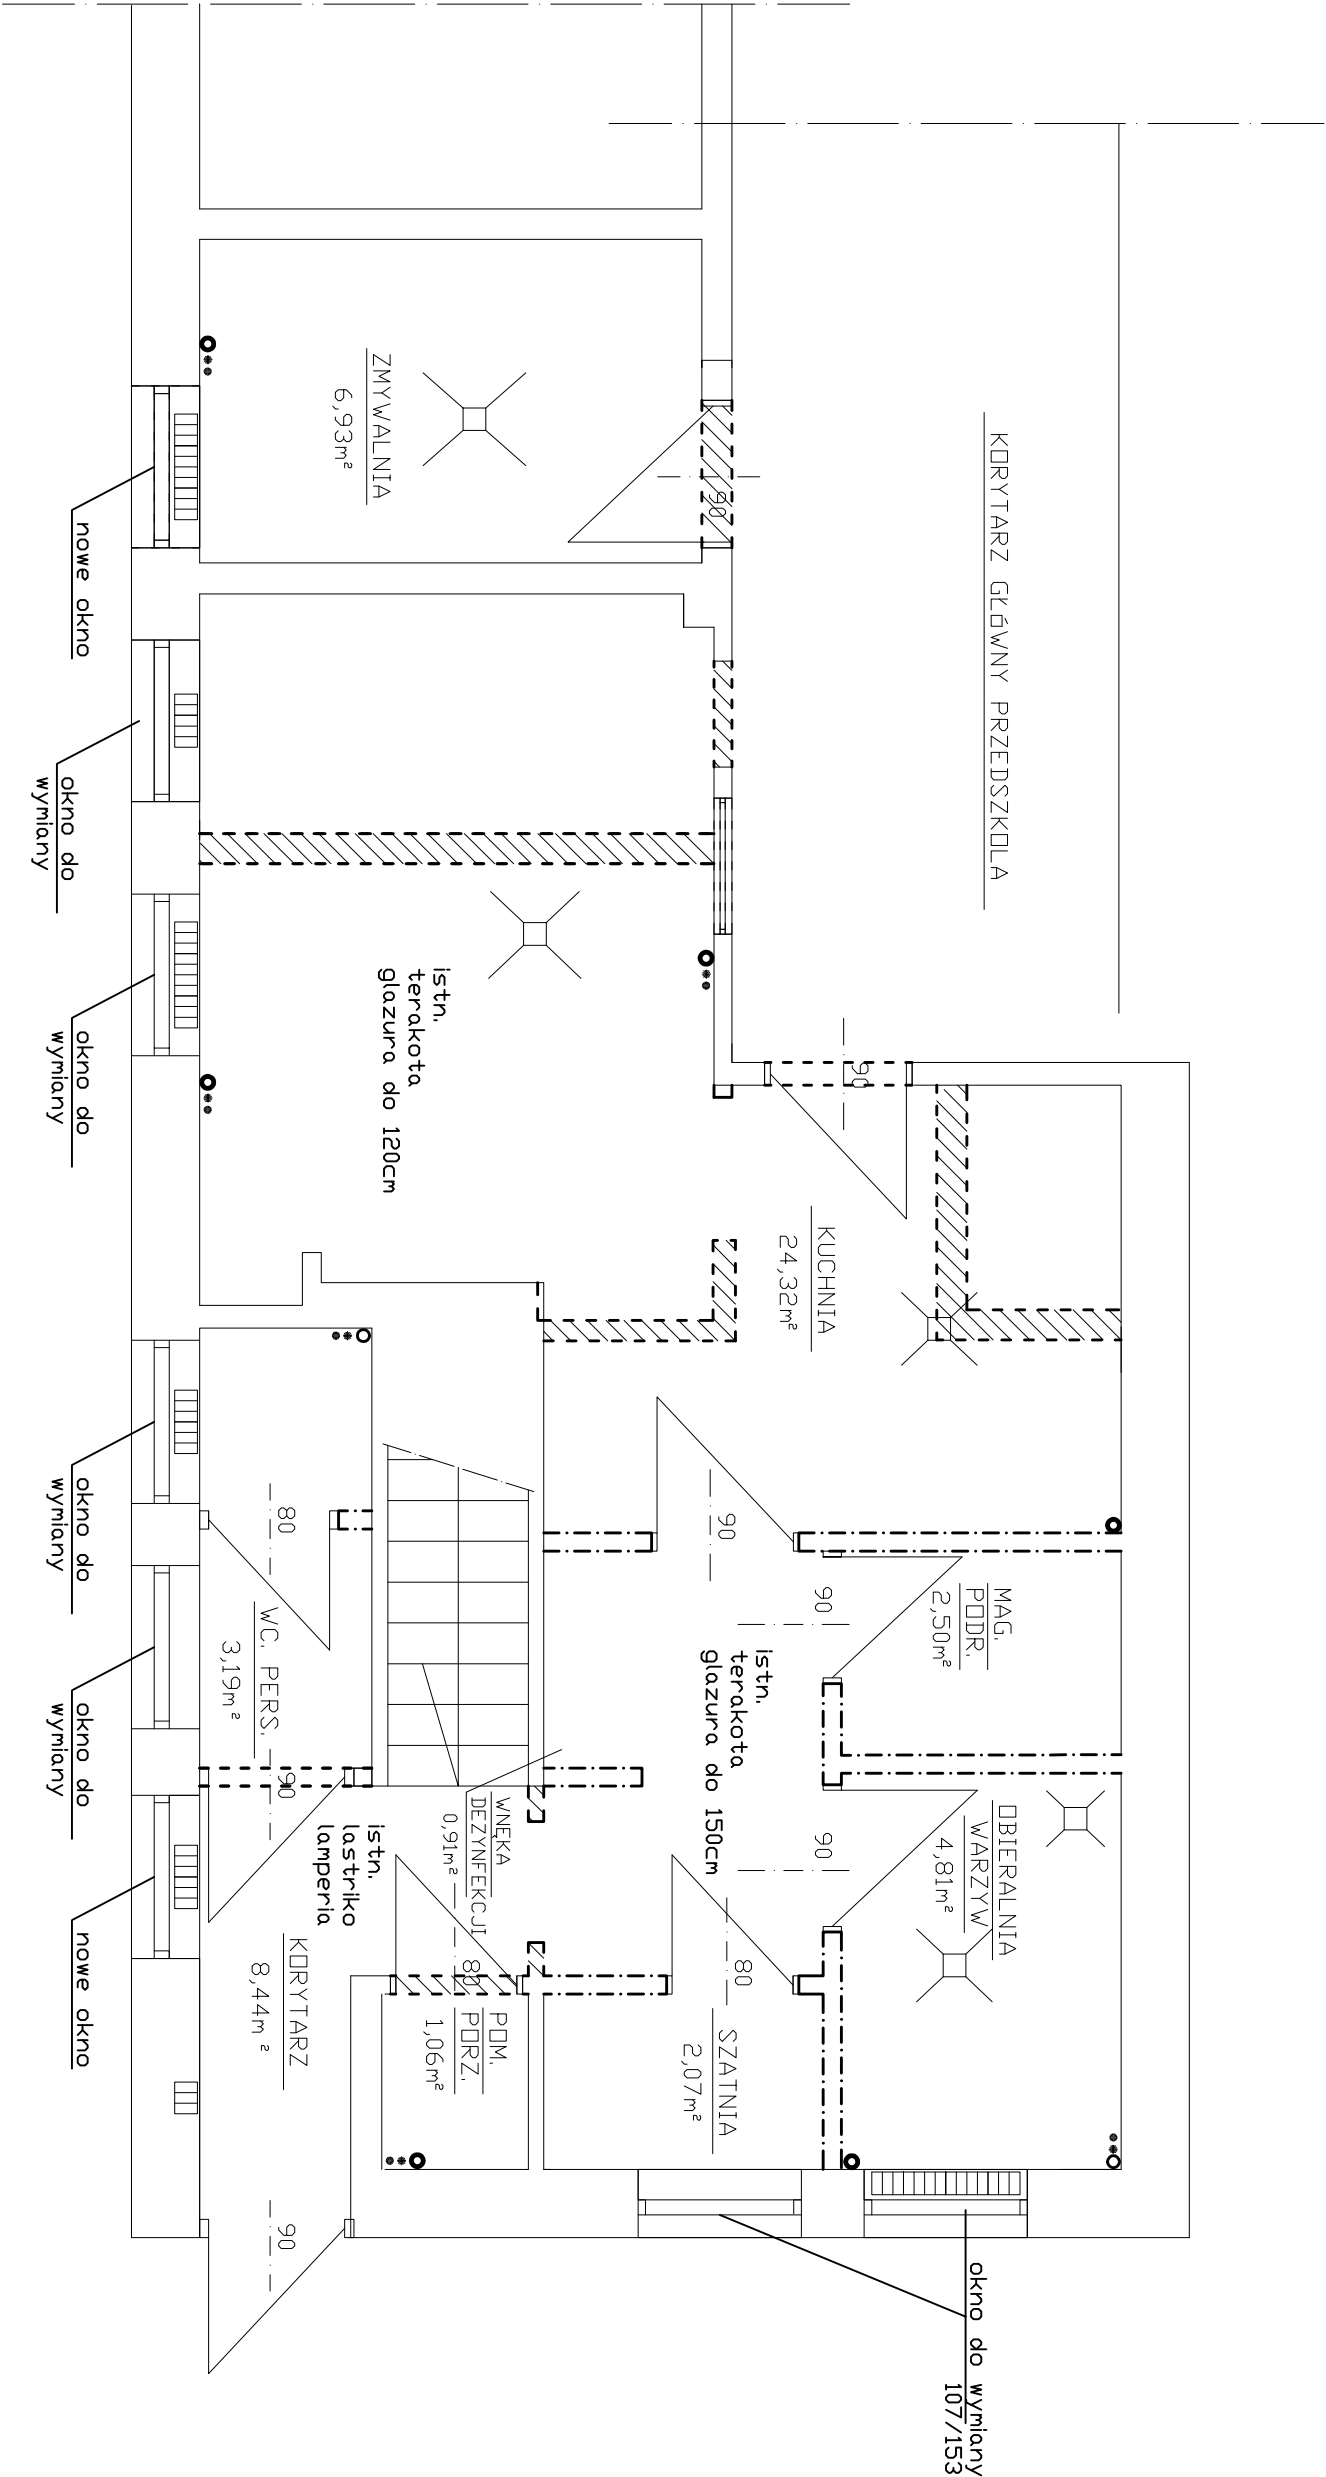 KORYTARZ GŁÓWNY PRZEDSZKOLA
ZMYWALNIA
6,93m²
90
nowe okno
okno do
wymiany
okno do
wymiany
istn.
terakota
glazura do 120cm
90
KUCHNIA
24,32m²
90
90
MAG.
PODR.
2,50m²
istn.
terakota
glazura do 150cm
OBIERALNIA
WARZYW
4,81m²
90
80
SZATNIA
2,07m²
WNĘKA
DEZYNFEKCJI
0,91m²
80
POM.
PORZ.
1,06m²
80
WC. PERS.
3,19m²
90
istn.
lastriko
lamperia
KORYTARZ
8,44m²
90
okno do
wymiany
okno do
wymiany
nowe okno
okno do wymiany
107/153